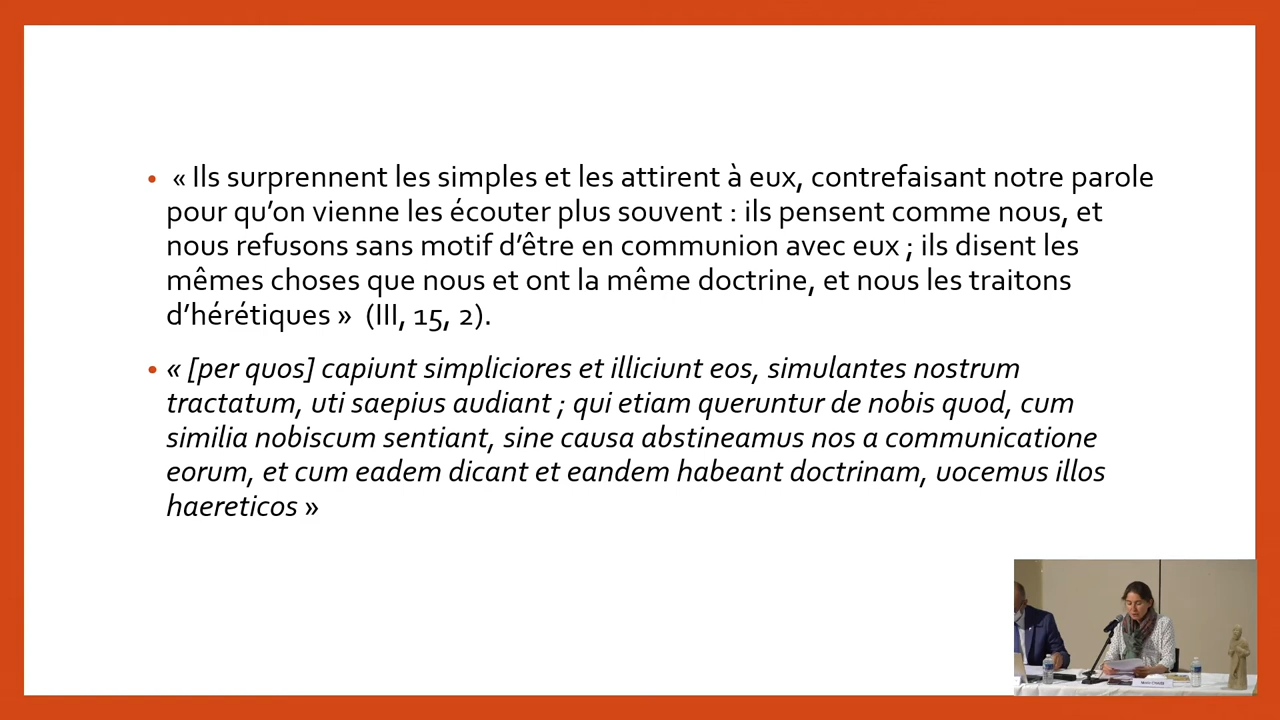 • « Ils surprennent les simples et les attirent à eux, contrefaisant notre parole
pour qu’on vienne les écouter plus souvent : ils pensent comme nous, et
nous refusons sans motif d’être en communion avec eux ; ils disent les
mêmes choses que nous et ont la même doctrine, et nous les traitons
d’hérétiques » (III, 15, 2).
• « [per quos] capiunt simpliciores et illiciunt eos, simulantes nostrum
tractatum, uti saepius audiant ; qui etiam queruntur de nobis quod, cum
similia nobiscum sentiant, sine causa abstineamus nos a communicatione
eorum, et cum eadem dicant et eandem habeant doctrinam, uocemus illos
haereticos »